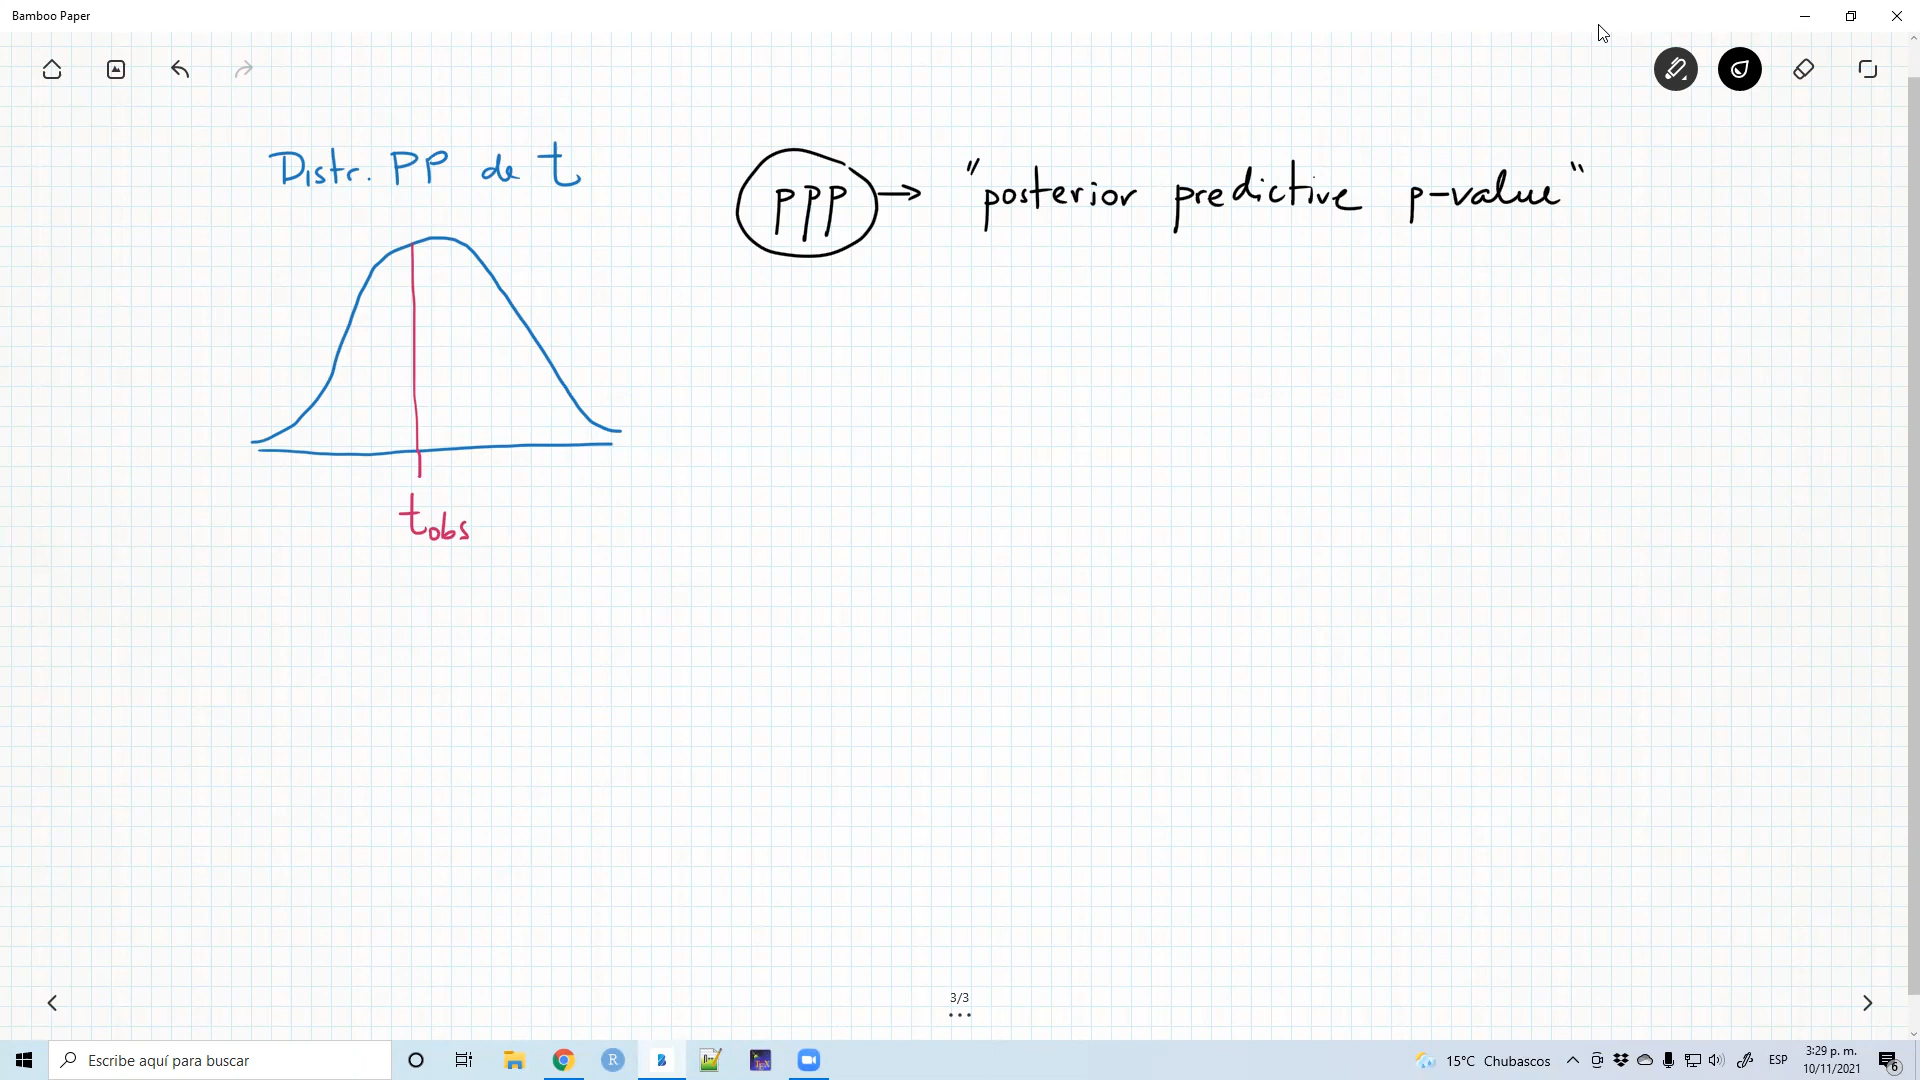 Bamboo Paper
Distr. PP de t
ppp → "posterior predictive p-value"
tobs
3/3
Escribe aquí para buscar
15°C Chubascos
ESP
3:29 p. m.
10/11/2021
6